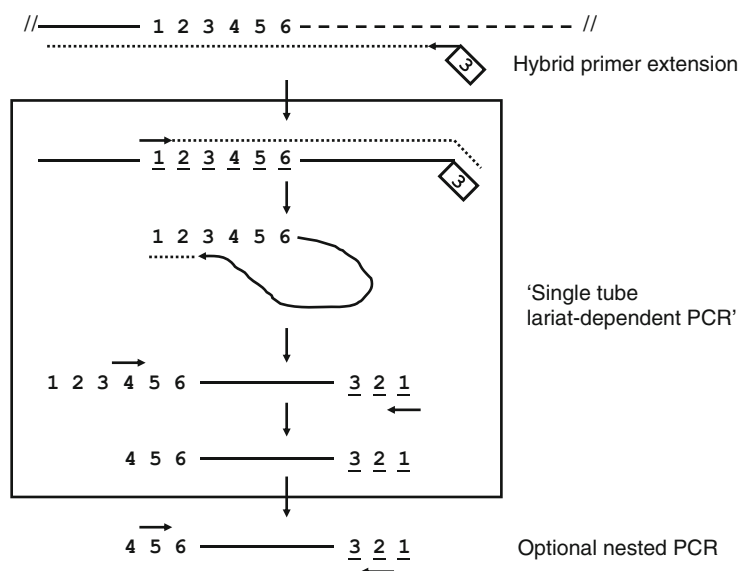 // 1 2 3 4 5 6 //
3
Hybrid primer extension
1 2 3 4 5 6
3
1 2 3 4 5 6
'Single tube
lariat-dependent PCR'
1 2 3 4 5 6 3 2 1
4 5 6 3 2 1
4 5 6 3 2 1
Optional nested PCR